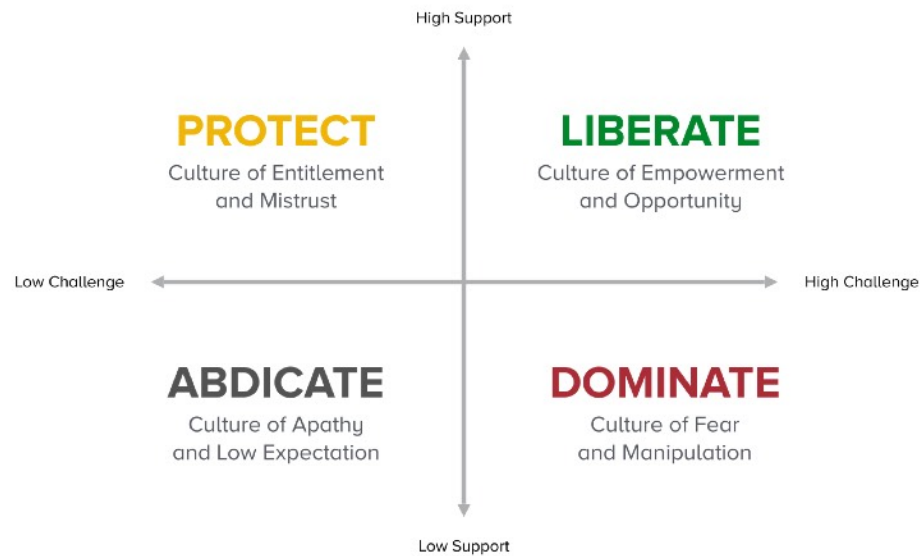 High Support
PROTECT
Culture of Entitlement
and Mistrust
LIBERATE
Culture of Empowerment
and Opportunity
Low Challenge
High Challenge
ABDICATE
Culture of Apathy
and Low Expectation
DOMINATE
Culture of Fear
and Manipulation
Low Support